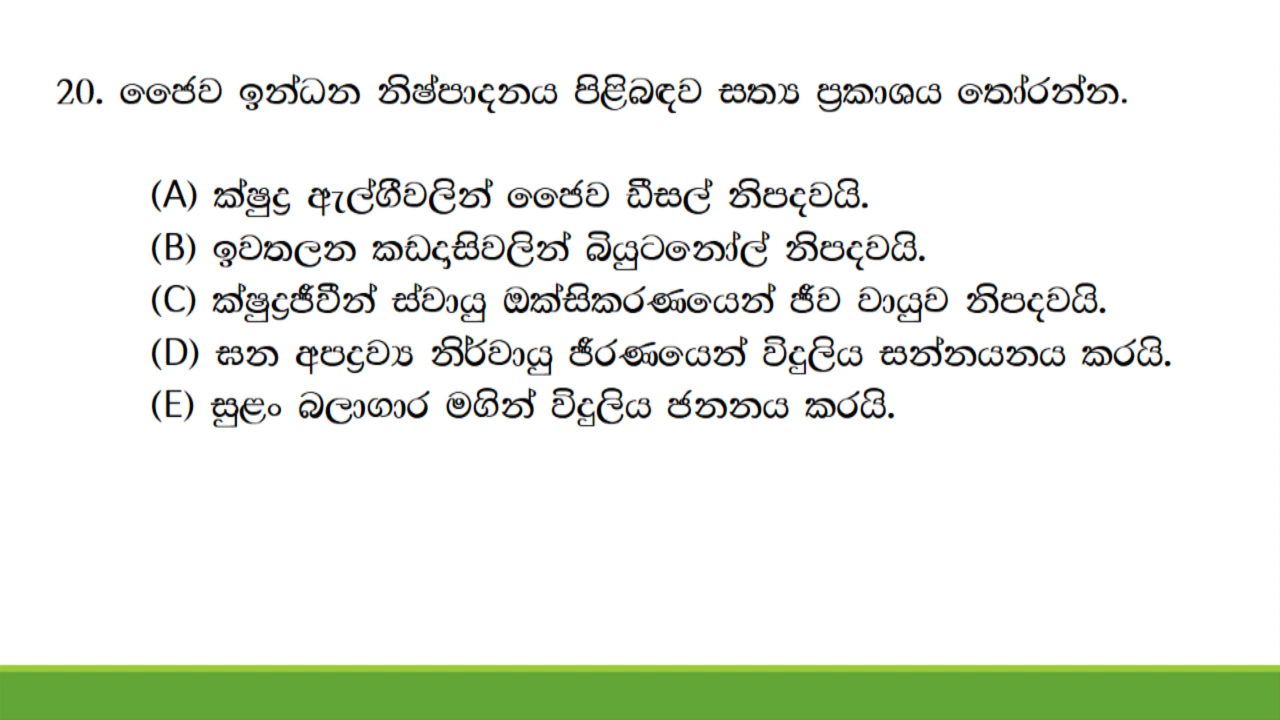 20. ජෛව ඉන්ධන නිෂ්පාදනය පිළිබඳව සත්‍ය ප්‍රකාශය තෝරන්න.
(A) ක්ෂුද්‍ර ඇල්ගීවලින් ජෛව ඩීසල් නිපදවයි.
(B) ඉවතලන කඩදාසිවලින් බියුටනෝල් නිපදවයි.
(C) ක්ෂුද්‍රජීවීන් ස්වායු ඔක්සිකරණයෙන් ජීව වායුව නිපදවයි.
(D) ඝන අපද්‍රව්‍ය නිර්වායු ජීරණයෙන් විදුලිය සන්නයනය කරයි.
(E) සුළං බලාගාර මගින් විදුලිය ජනනය කරයි.